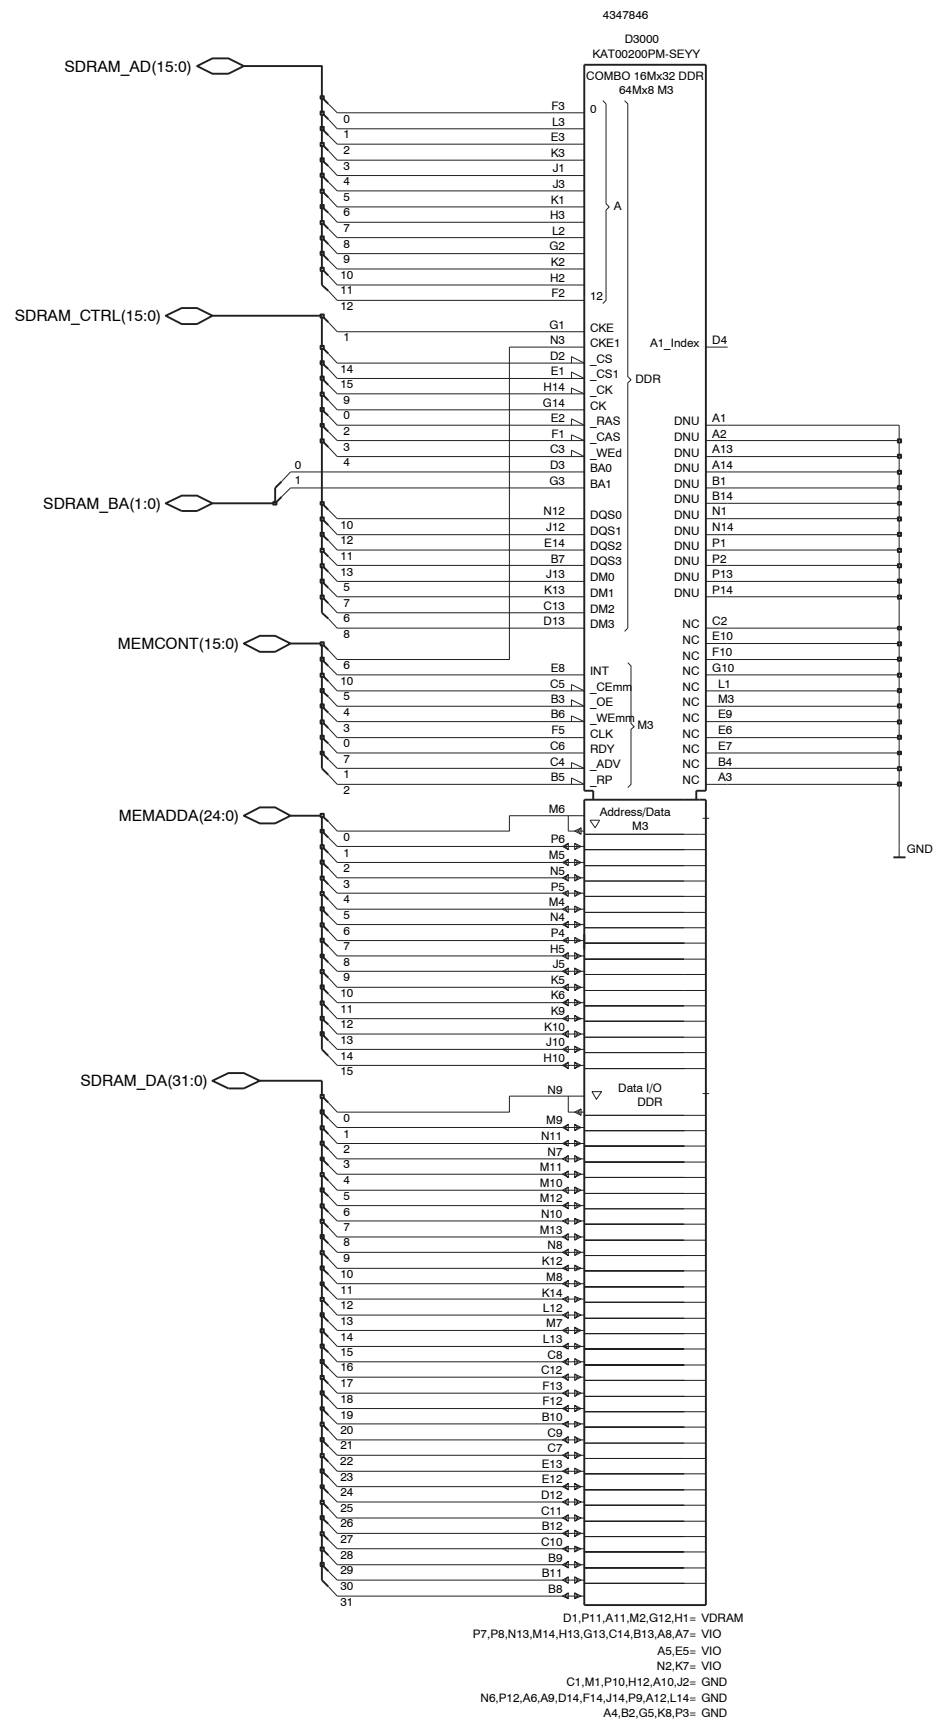 4347846
D3000
KAT00200PM-SEYY
SDRAM_AD(15:0)
COMBO 16Mx32 DDR
64Mx8 M3
F3 0
0 L3
1 E3
2 K3
3 J1
4 J3
5 K1
6 H3 A
7 L2
8 G2
9 K2
10 H2
11 F2 12
12
SDRAM_CTRL(15:0)
G1 CKE
1 N3 CKE1 A1_Index D4
D2 _CS
14 E1 _CS1 DDR
15 H14 _CK
9 G14 CK
0 E2 _RAS DNU A1
2 F1 _CAS DNU A2
3 C3 _WEd DNU A13
4 0 D3 BA0 DNU A14
1 G3 BA1 DNU B1
SDRAM_BA(1:0)
DNU B14
N12 DQS0 DNU N1
10 J12 DQS1 DNU N14
12 E14 DQS2 DNU P1
11 B7 DQS3 DNU P2
13 J13 DM0 DNU P13
5 K13 DM1 DNU P14
7 C13 DM2
6 D13 DM3 NC C2
8
MEMCONT(15:0)
NC E10
NC F10
6 E8 INT NC G10
10 C5 _CEmm NC L1
5 B3 _OE NC M3
4 B6 _WEmm M3 NC E9
3 F5 CLK NC E6
0 C6 RDY NC E7
7 C4 _ADV NC B4
1 B5 _RP NC A3
2
MEMADDA(24:0)
M6 Address/Data
M3
GND
0 P6
1 M5
2 N5
3 P5
4 M4
5 N4
6 P4
7 H5
8 J5
9 K5
10 K6
11 K9
12 K10
13 J10
14 H10
15
SDRAM_DA(31:0)
N9 Data I/O
DDR
0 M9
1 N11
2 N7
3 M11
4 M10
5 M12
6 N10
7 M13
8 N8
9 K12
10 M8
11 K14
12 L12
13 M7
14 L13
15 C8
16 C12
17 F13
18 F12
19 B10
20 C9
21 C7
22 E13
23 E12
24 D12
25 C11
26 B12
27 C10
28 B9
29 B11
30 B8
31
D1,P11,A11,M2,G12,H1= VDRAM
P7,P8,N13,M14,H13,G13,C14,B13,A8,A7= VIO
A5,E5= VIO
N2,K7= VIO
C1,M1,P10,H12,A10,J2= GND
N6,P12,A6,A9,D14,F14,J14,P9,A12,L14= GND
A4,B2,G5,K8,P3= GND